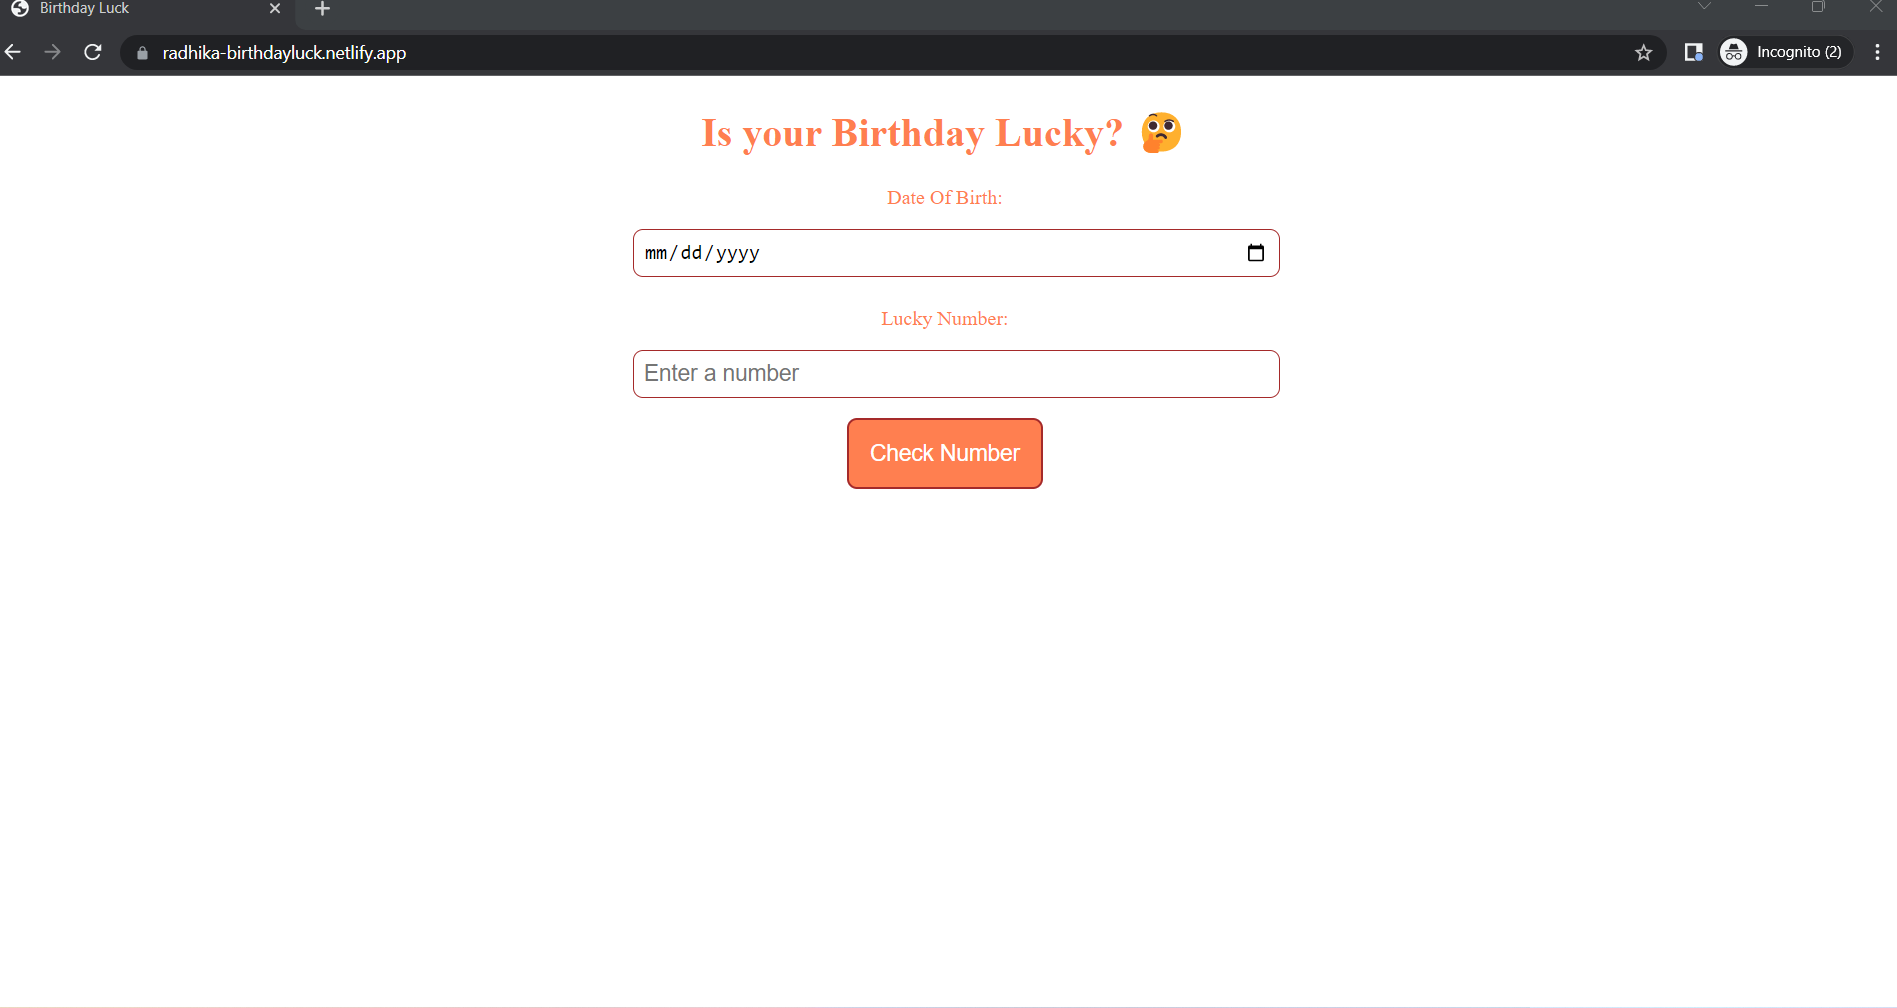 Birthday Luck
radhika-birthdayluck.netlify.app
Incognito (2)
Is your Birthday Lucky? 🤔
Date Of Birth:
mm/dd/yyyy
Lucky Number:
Enter a number
Check Number